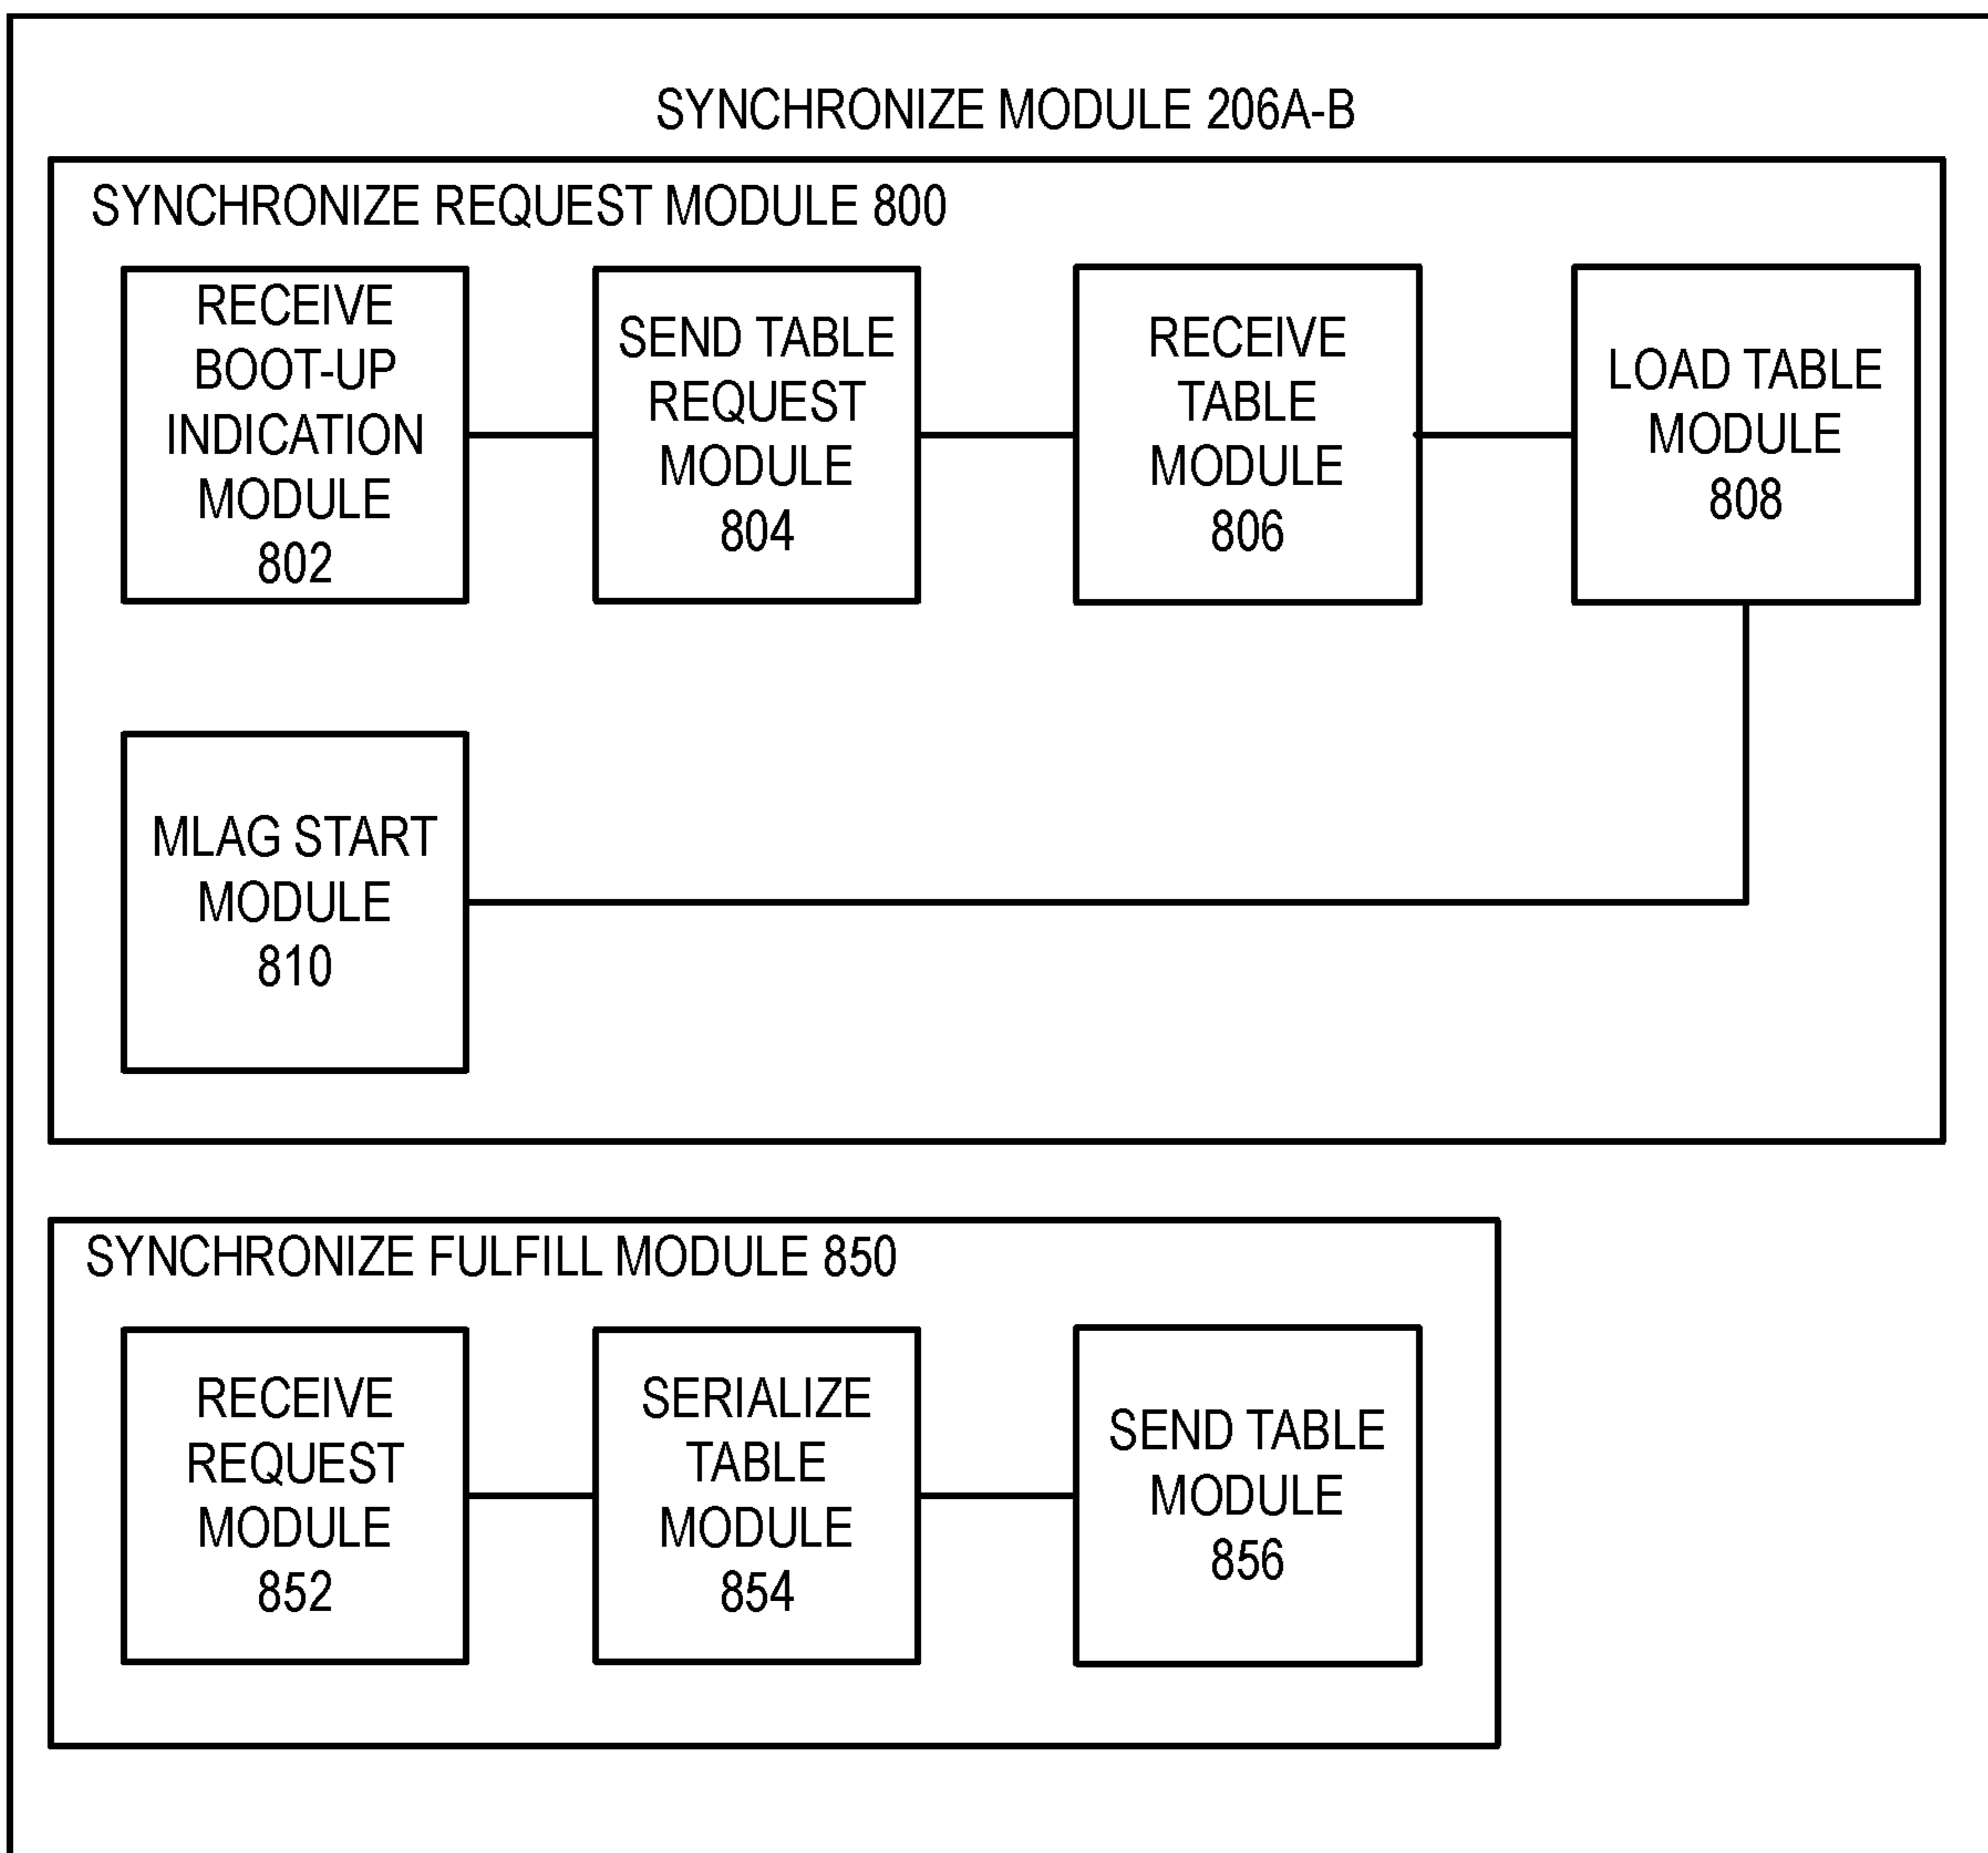 SYNCHRONIZE MODULE 206A-B
SYNCHRONIZE REQUEST MODULE 800
RECEIVE
BOOT-UP
INDICATION
MODULE
802
SEND TABLE
REQUEST
MODULE
804
RECEIVE
TABLE
MODULE
806
LOAD TABLE
MODULE
808
MLAG START
MODULE
810
SYNCHRONIZE FULFILL MODULE 850
RECEIVE
REQUEST
MODULE
852
SERIALIZE
TABLE
MODULE
854
SEND TABLE
MODULE
856